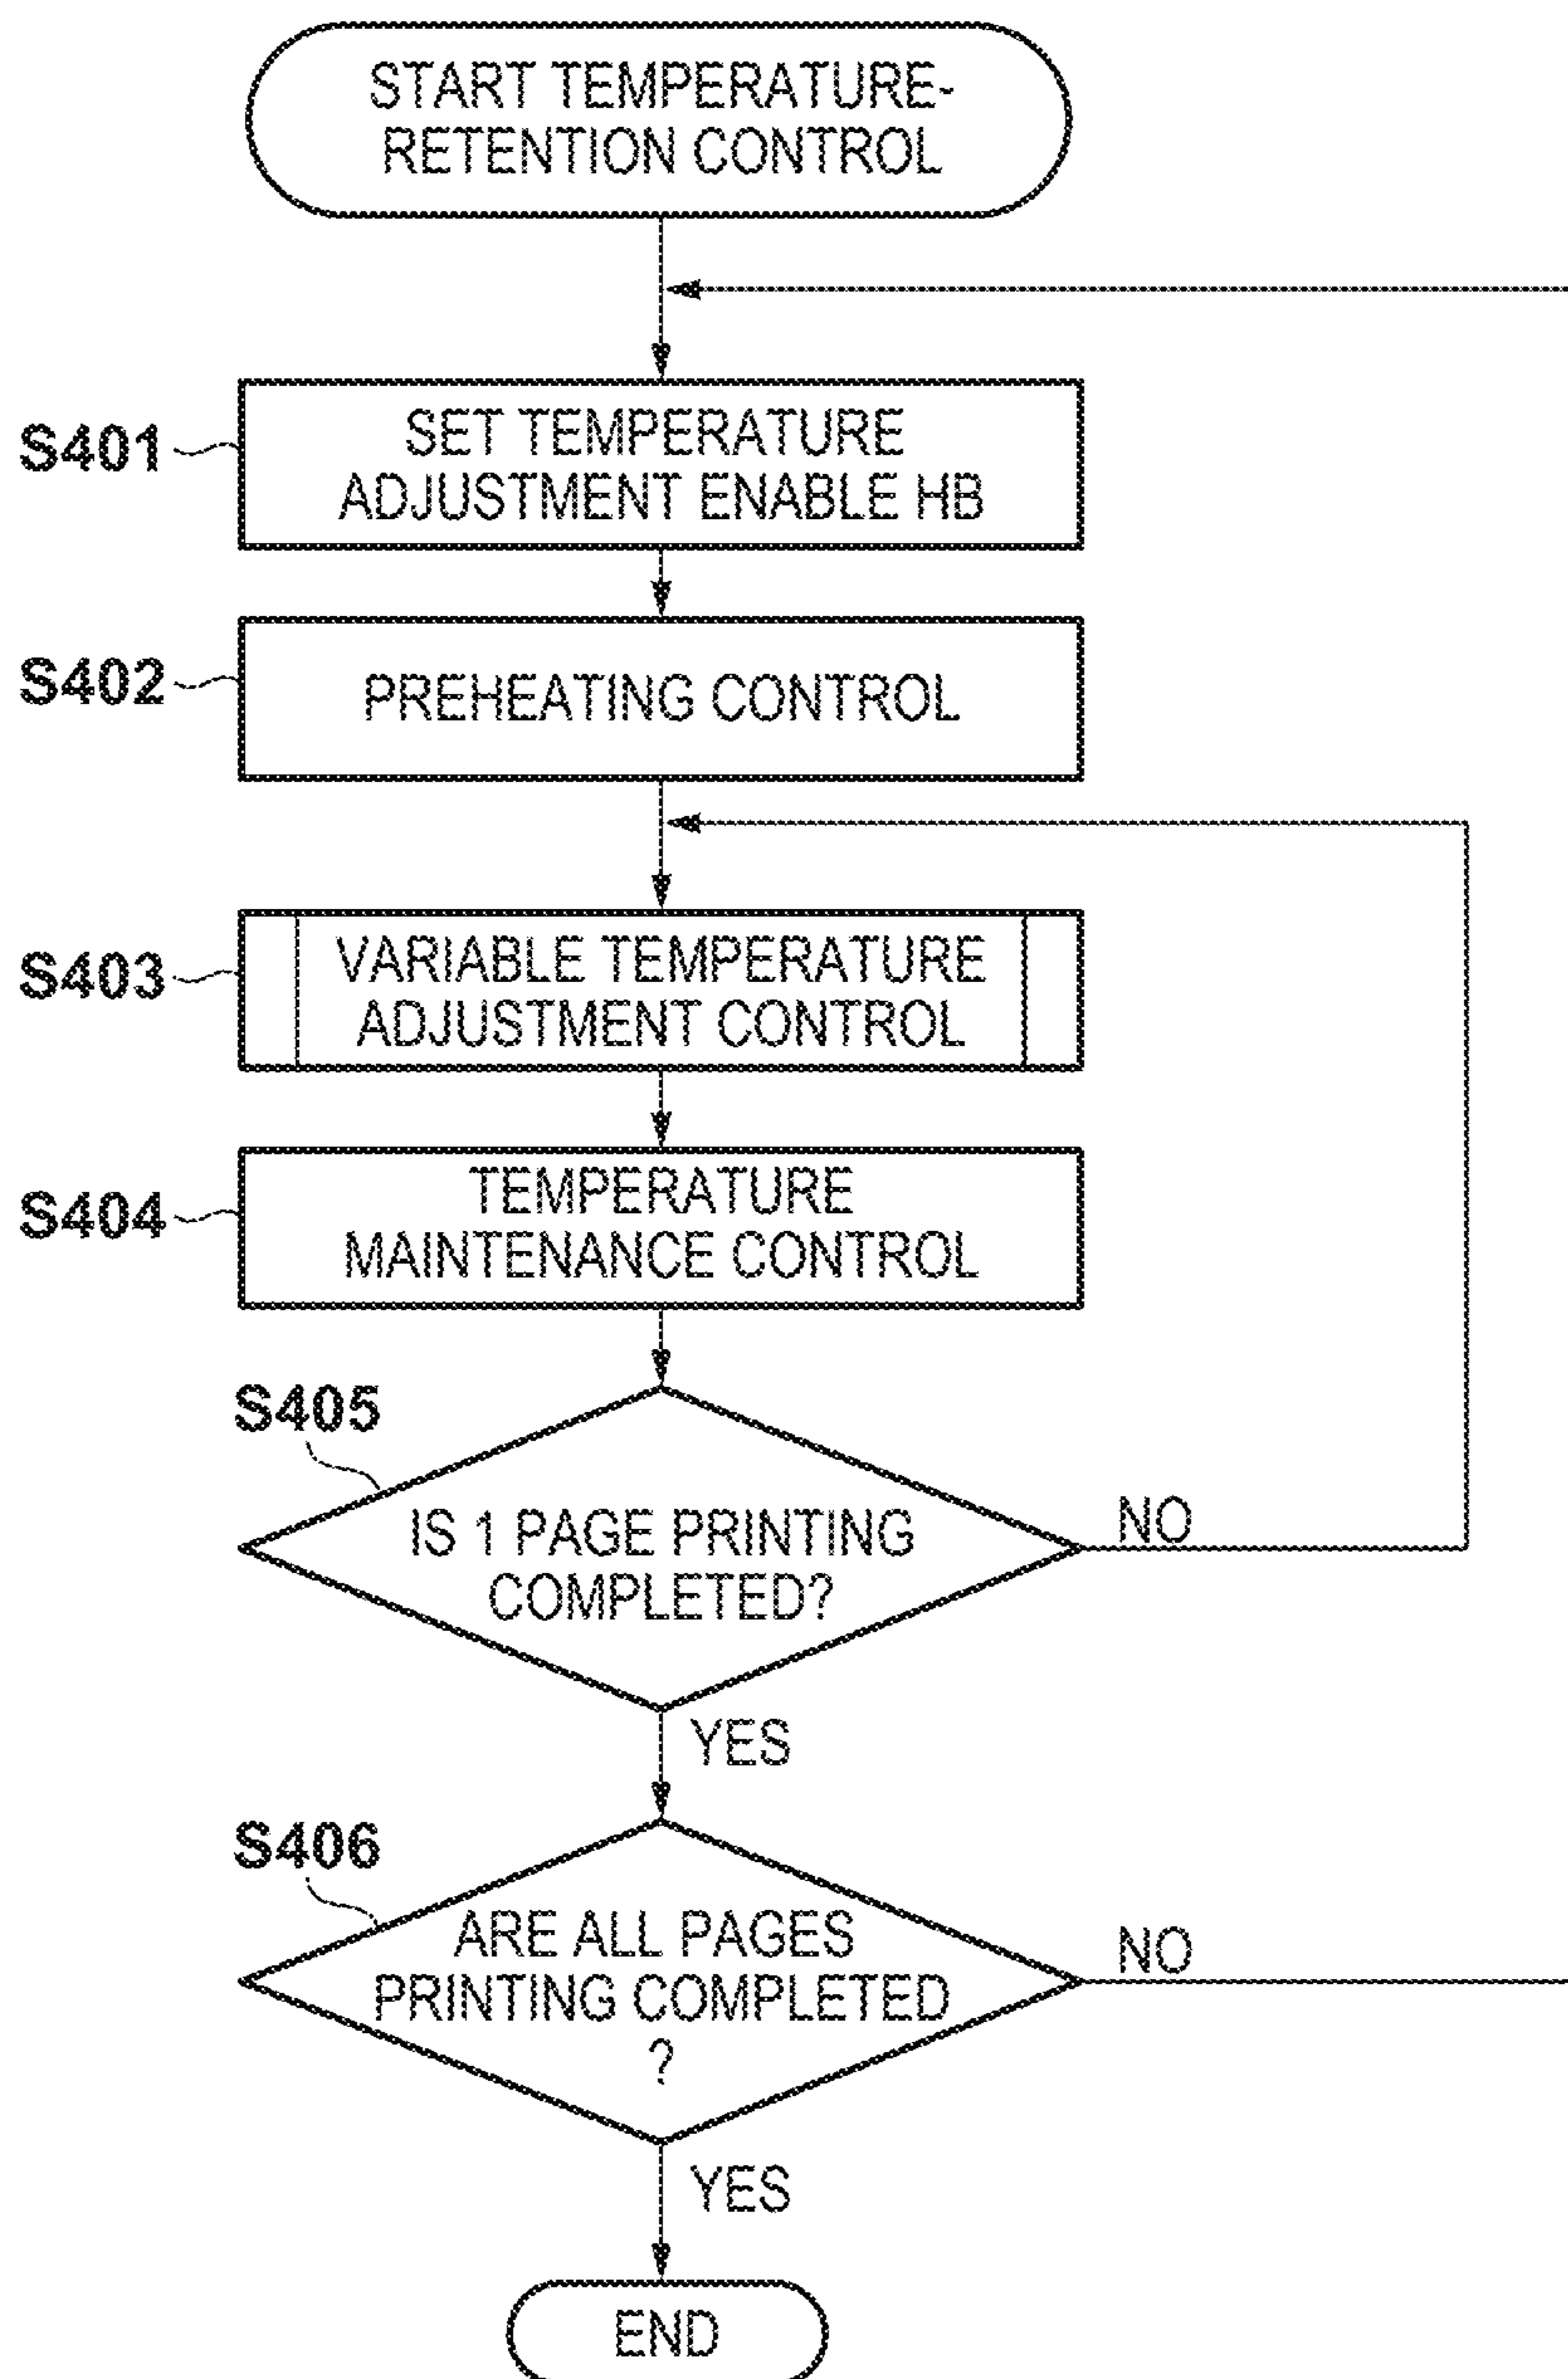 START TEMPERATURE-
RETENTION CONTROL
S401
SET TEMPERATURE
ADJUSTMENT ENABLE HB
S402
PREHEATING CONTROL
S403
VARIABLE TEMPERATURE
ADJUSTMENT CONTROL
S404
TEMPERATURE
MAINTENANCE CONTROL
S405
IS 1 PAGE PRINTING
COMPLETED?
NO
YES
S406
ARE ALL PAGES
PRINTING COMPLETED
?
NO
YES
END